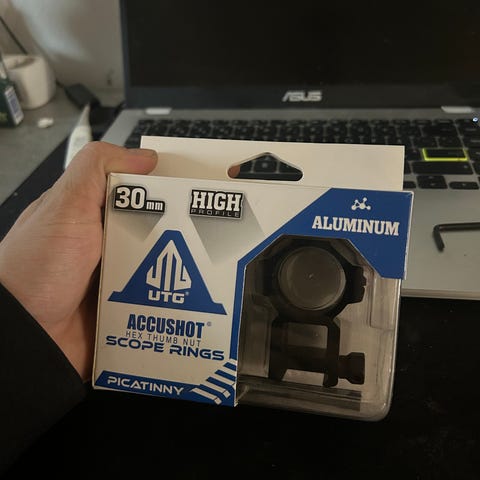 ASUS
30mm
HIGH
PROFILE
ALUMINUM
UTG®
ACCUSHOT®
HEX THUMB NUT
SCOPE RINGS
PICATINNY